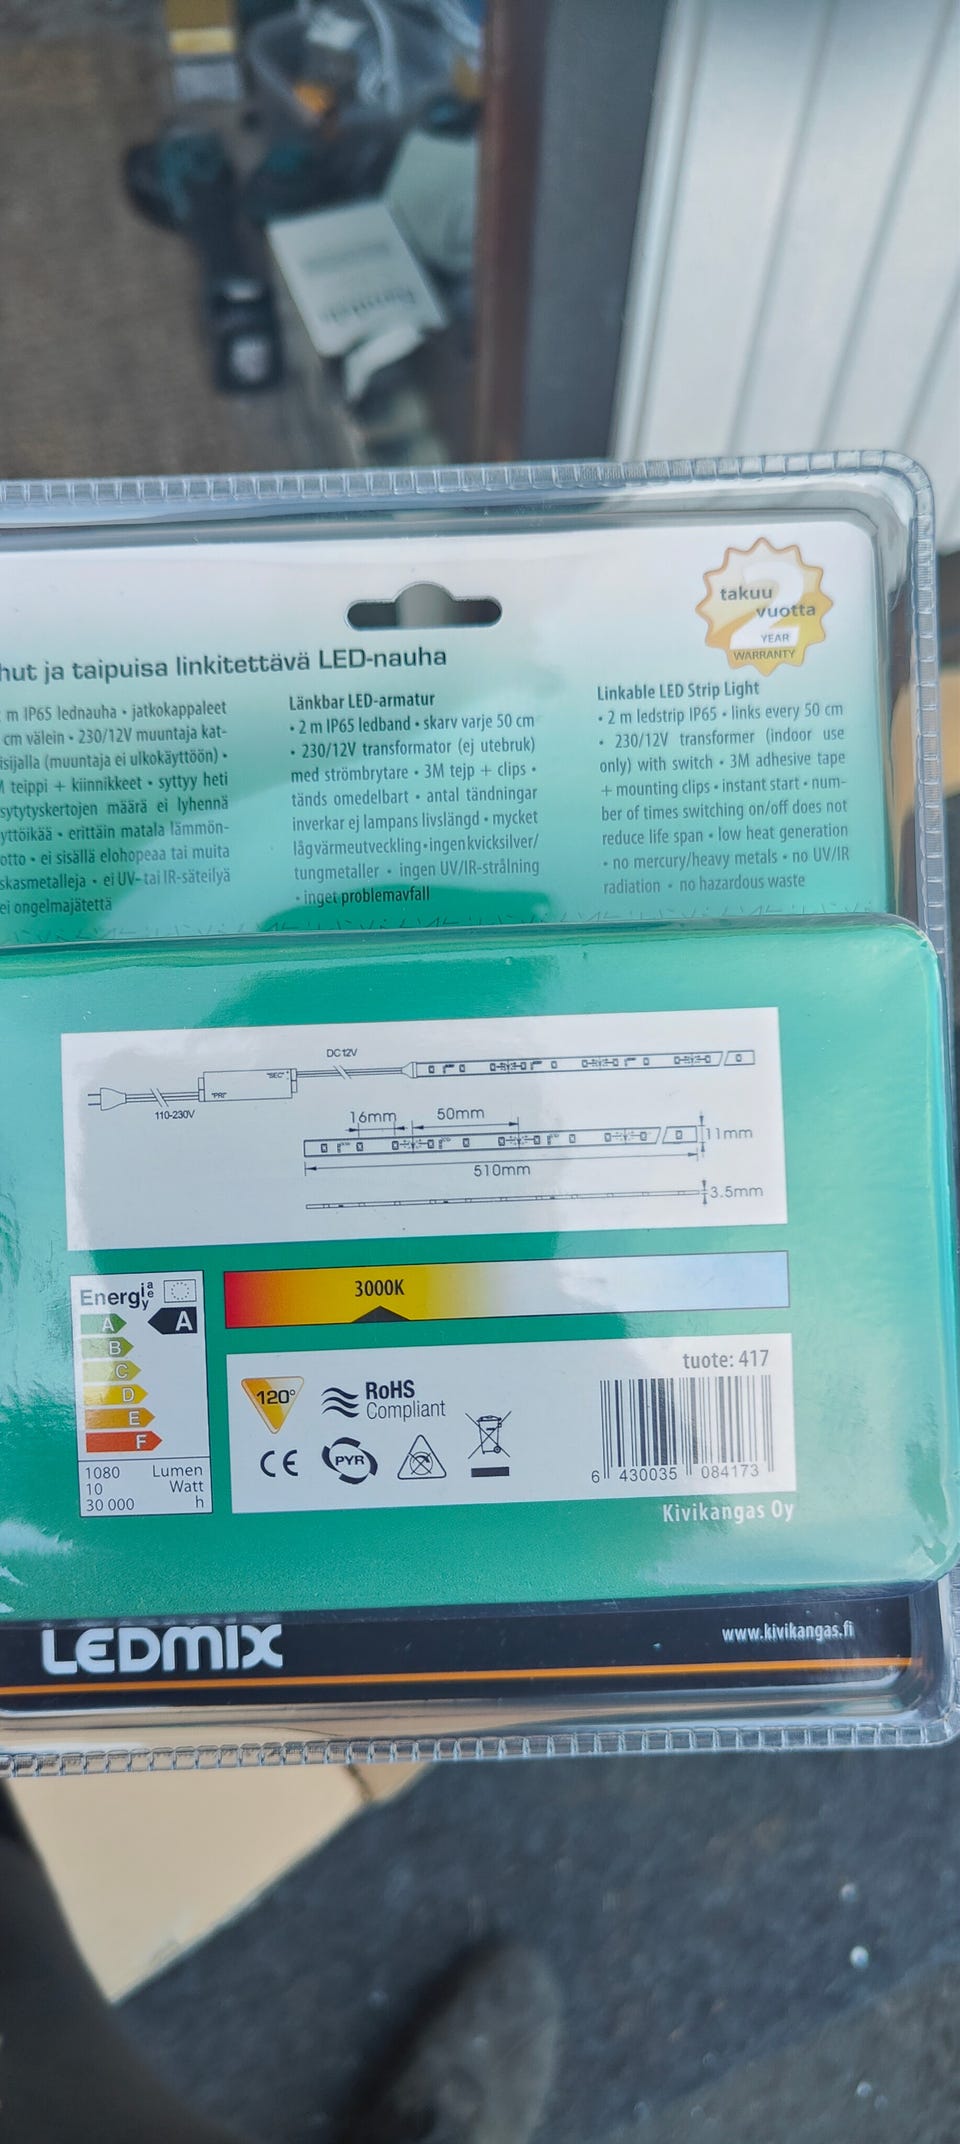 takuu
vuotta
2
YEAR
WARRANTY
hut ja taipuisa linkitettävä LED-nauha
m IP65 lednauha • jatkokappaleet
cm välein • 230/12V muuntaja kat-
isijalla (muuntaja ei ulkokäyttöön) •
teippi + kiinnikkeet • syttyy heti
sytytyskertojen määrä ei lyhennä
yttöikää • erittäin matala lämmön-
otto • ei sisällä elohopeaa tai muita
skasmetalleja • ei UV- tai IR-säteilyä
ei ongelmajätettä
Länkbar LED-armatur
• 2 m IP65 ledband • skarv varje 50 cm
• 230/12V transformator (ej utebruk)
med strömbrytare • 3M tejp + clips •
tänds omedelbart • antal tändningar
inverkar ej lampans livslängd • mycket
låg värmeutveckling • ingen kvicksilver/
tungmetaller • ingen UV/IR-strålning
• inget problemavfall
Linkable LED Strip Light
• 2 m ledstrip IP65 • links every 50 cm
• 230/12V transformer (indoor use
only) with switch • 3M adhesive tape
+ mounting clips • instant start • num-
ber of times switching on/off does not
reduce life span • low heat generation
• no mercury/heavy metals • no UV/IR
radiation • no hazardous waste
DC12V
"SEC"
"PRI"
110-230V
16mm
50mm
11mm
510mm
3.5mm
Energi a e y
A
A
B
C
D
E
F
1080 Lumen
10 Watt
30 000 h
3000K
120°
RoHS
Compliant
CE
PYR
tuote: 417
6 430035 084173
Kivikangas Oy
LEDMIX
www.kivikangas.fi